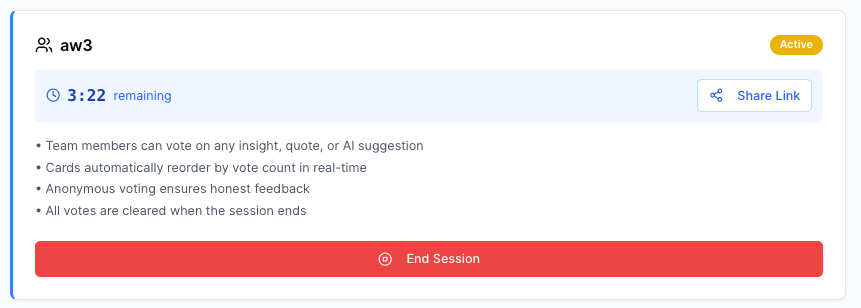 aw3
Active
3:22 remaining
Share Link
• Team members can vote on any insight, quote, or AI suggestion
• Cards automatically reorder by vote count in real-time
• Anonymous voting ensures honest feedback
• All votes are cleared when the session ends
End Session